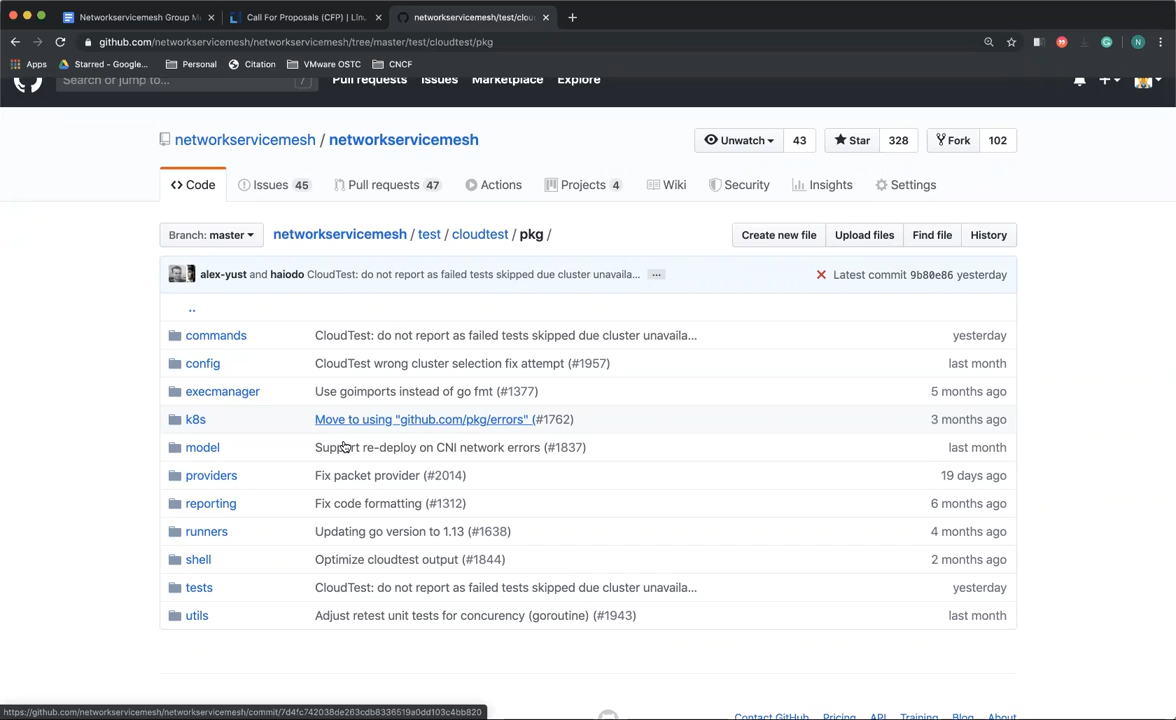 Networkservicemesh Group M
Call For Proposals (CFP) | Lin
networkservicemesh/test/clou
github.com/networkservicemesh/networkservicemesh/tree/master/test/cloudtest/pkg
Apps
Starred - Google...
Personal
Citation
VMware OSTC
CNCF
N
Search or jump to...
/
Pull requests
Issues
Marketplace
Explore
networkservicemesh / networkservicemesh
Unwatch
43
Star
328
Fork
102
Code
Issues 45
Pull requests 47
Actions
Projects 4
Wiki
Security
Insights
Settings
Branch: master
networkservicemesh / test / cloudtest / pkg /
Create new file
Upload files
Find file
History
alex-yust and haiodo CloudTest: do not report as failed tests skipped due cluster unavaila...
...
Latest commit 9b80e86 yesterday
..
commands CloudTest: do not report as failed tests skipped due cluster unavaila... yesterday
config CloudTest wrong cluster selection fix attempt (#1957) last month
execmanager Use goimports instead of go fmt (#1377) 5 months ago
k8s Move to using "github.com/pkg/errors" (#1762) 3 months ago
model Support re-deploy on CNI network errors (#1837) last month
providers Fix packet provider (#2014) 19 days ago
reporting Fix code formatting (#1312) 6 months ago
runners Updating go version to 1.13 (#1638) 4 months ago
shell Optimize cloudtest output (#1844) 2 months ago
tests CloudTest: do not report as failed tests skipped due cluster unavaila... yesterday
utils Adjust retest unit tests for concurency (goroutine) (#1943) last month
https://github.com/networkservicemesh/networkservicemesh/commit/7d4fc742038de263cdb8336519a0dd103c4bb820
Contact GitHub
Pricing
API
Training
Blog
About